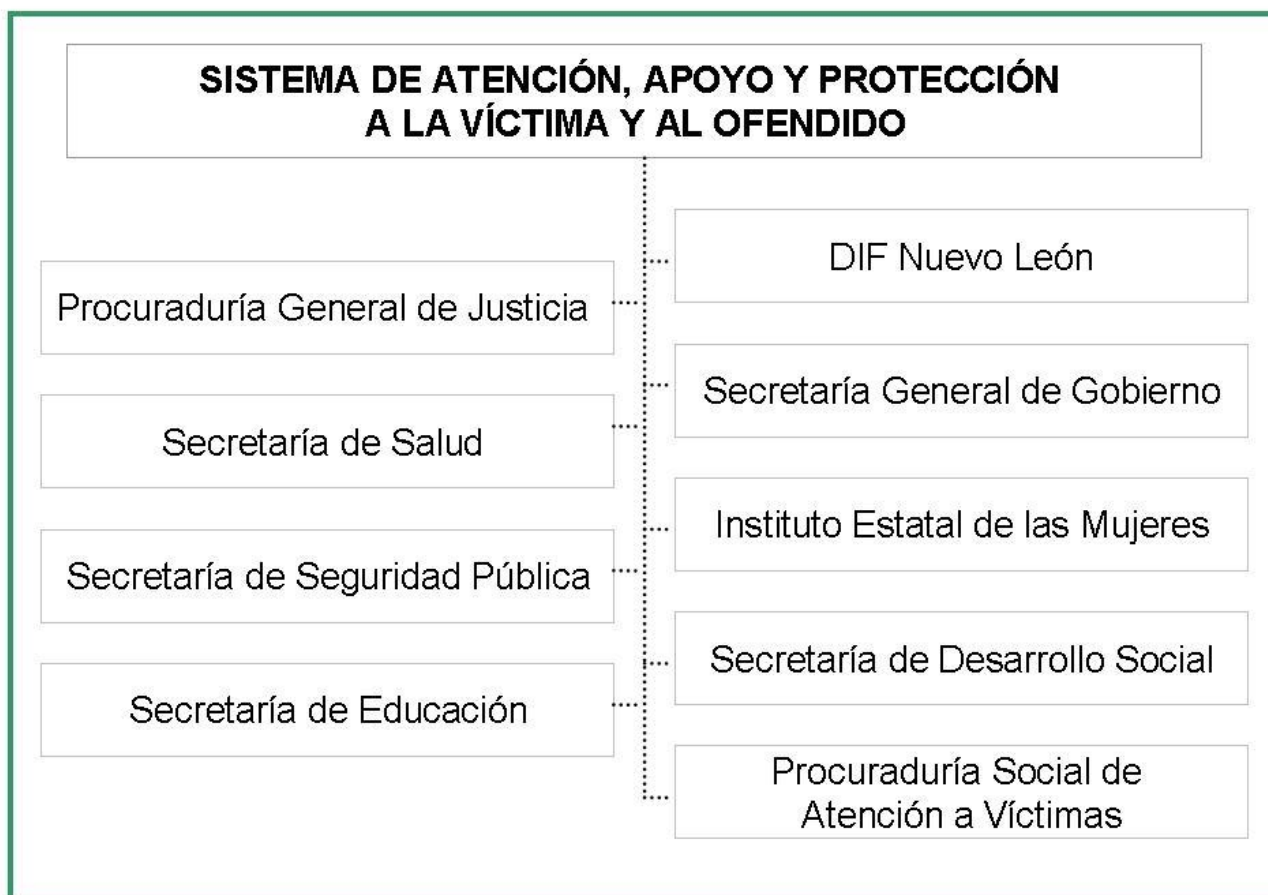 SISTEMA DE ATENCIÓN, APOYO Y PROTECCIÓN
A LA VÍCTIMA Y AL OFENDIDO
Procuraduría General de Justicia
Secretaría de Salud
Secretaría de Seguridad Pública
Secretaría de Educación
DIF Nuevo León
Secretaría General de Gobierno
Instituto Estatal de las Mujeres
Secretaría de Desarrollo Social
Procuraduría Social de
Atención a Víctimas